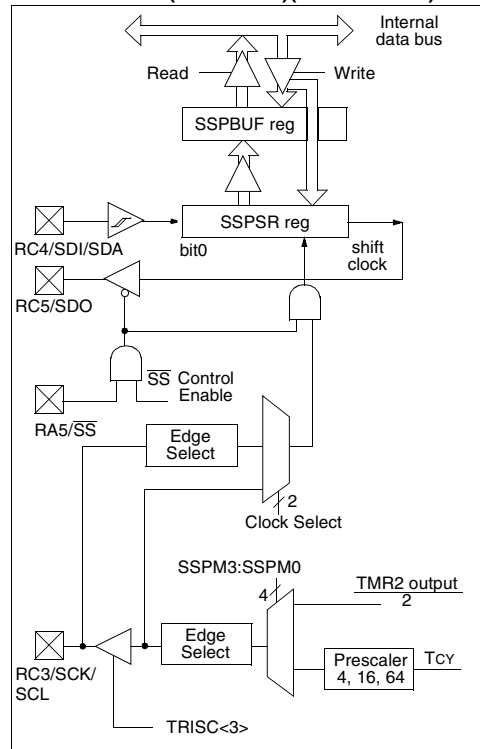 Internal
data bus
Read
Write
SSPBUF reg
SSPSR reg
RC4/SDI/SDA
bit0
shift
clock
RC5/SDO
SS Control
Enable
RA5/SS
Edge
Select
2
Clock Select
SSPM3:SSPM0
4
TMR2 output
2
Edge
Select
Prescaler
4, 16, 64
TCY
RC3/SCK/
SCL
TRISC<3>